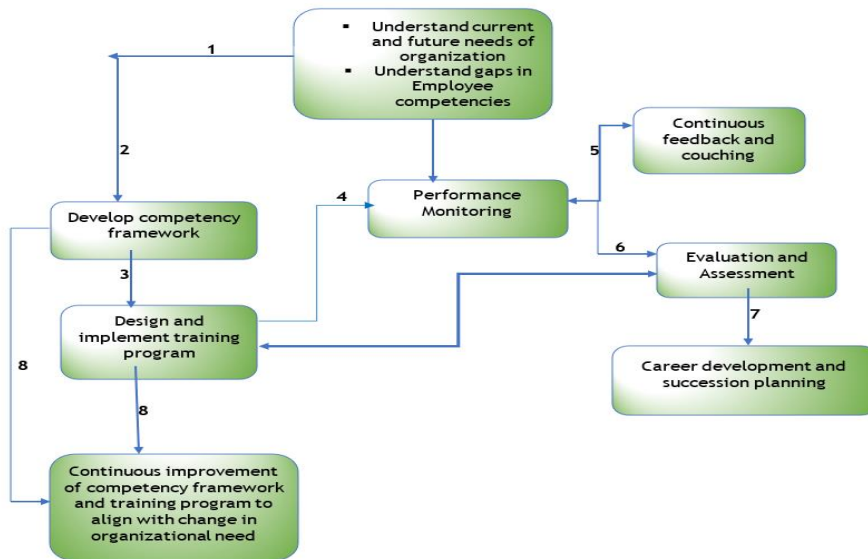 ▪ Understand current
and future needs of
organization
▪ Understand gaps in
Employee
competencies
1
2
Continuous
feedback and
couching
5
Performance
Monitoring
4
Develop competency
framework
6
Evaluation and
Assessment
3
Design and
implement training
program
7
8
Career development and
succession planning
8
Continuous improvement
of competency framework
and training program to
align with change in
organizational need